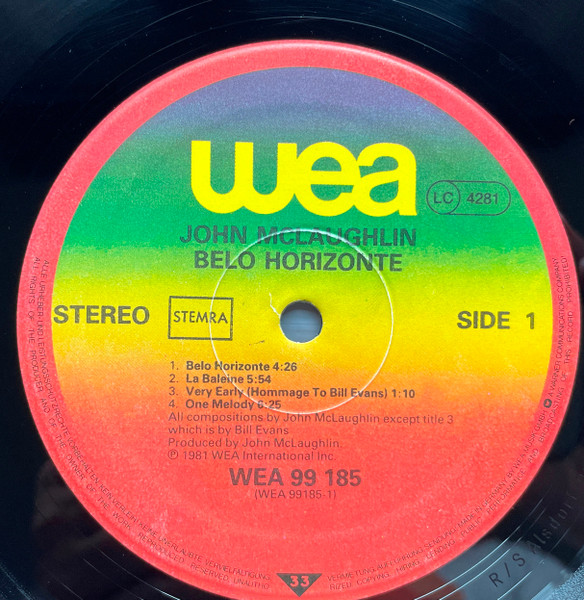 wea
LC 4281
JOHN MCLAUGHLIN
BELO HORIZONTE
STEREO
STEMRA
SIDE 1
1. Belo Horizonte 4:26
2. La Baleine 5:54
3. Very Early (Hommage To Bill Evans) 1:10
4. One Melody 6:25
All compositions by John McLaughlin except title 3
which is by Bill Evans
Produced by John McLaughlin.
℗ 1981 WEA International Inc.
WEA 99 185
(WEA 99185-1)
33
R/S Alsdorf